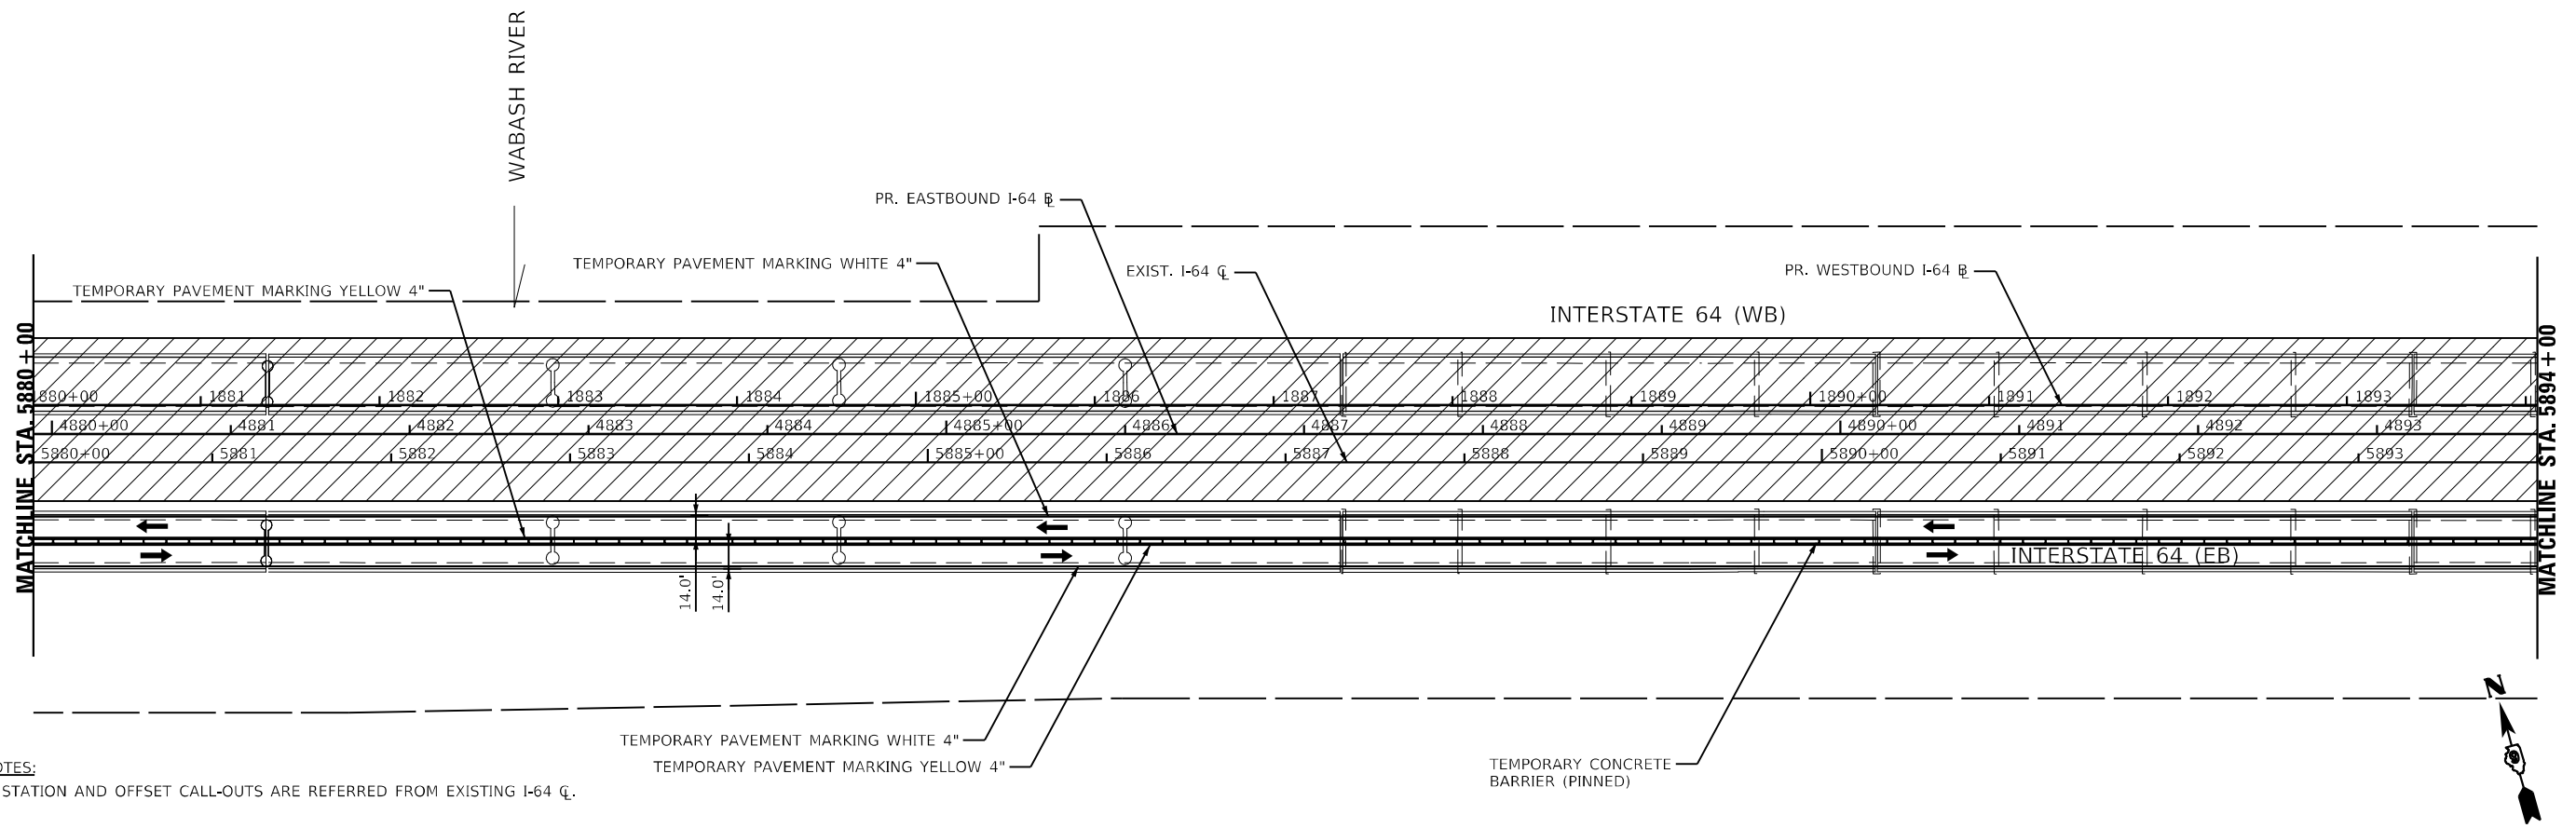 WABASH RIVER
PR. EASTBOUND I-64 ⅊
TEMPORARY PAVEMENT MARKING WHITE 4"
EXIST. I-64 ℄
PR. WESTBOUND I-64 ⅊
TEMPORARY PAVEMENT MARKING YELLOW 4"
INTERSTATE 64 (WB)
MATCHLINE STA. 5880+00
MATCHLINE STA. 5894+00
880+00 1881 1882 1883 1884 1885+00 1886 1887 1888 1889 1890+00 1891 1892 1893
4880+00 4881 4882 4883 4884 4885+00 4886 4887 4888 4889 4890+00 4891 4892 4893
5880+00 5881 5882 5883 5884 5885+00 5886 5887 5888 5889 5890+00 5891 5892 5893
INTERSTATE 64 (EB)
14.0'
14.0'
N
TEMPORARY PAVEMENT MARKING WHITE 4"
TEMPORARY PAVEMENT MARKING YELLOW 4"
TEMPORARY CONCRETE
BARRIER (PINNED)
OTES:
STATION AND OFFSET CALL-OUTS ARE REFERRED FROM EXISTING I-64 ℄.